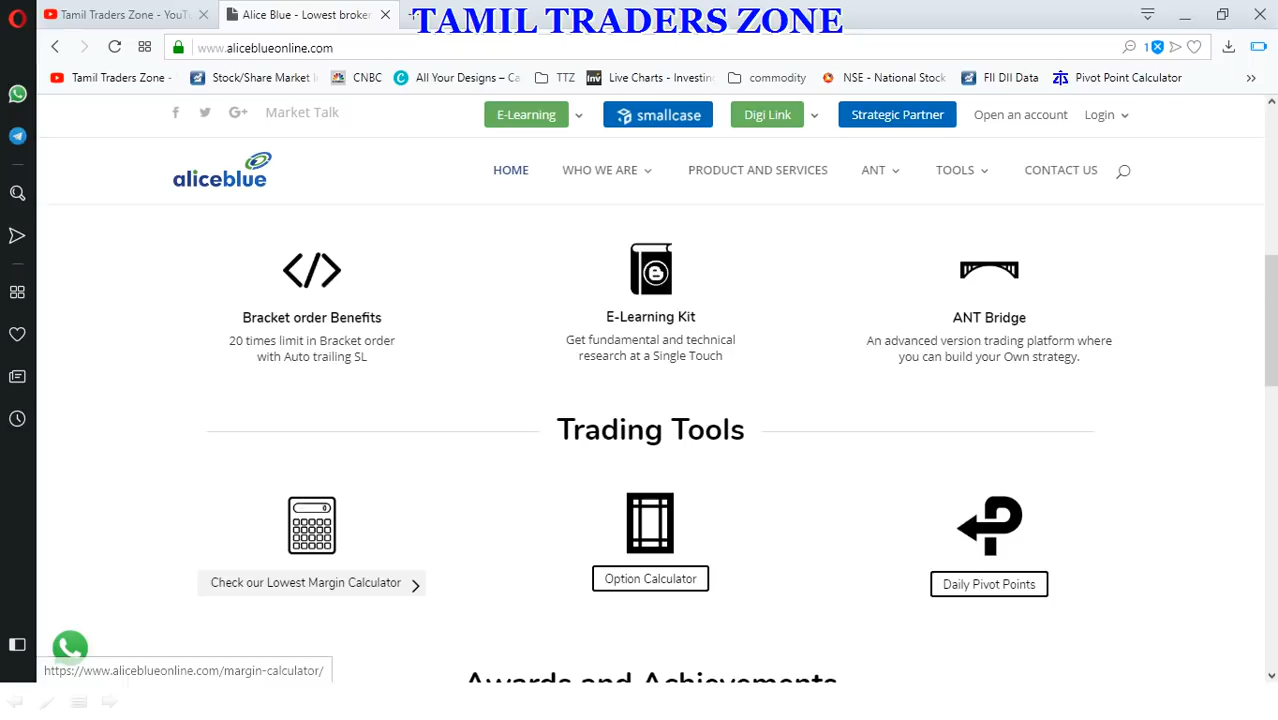 Tamil Traders Zone - YouTu
Alice Blue - Lowest broker
TAMIL TRADERS ZONE
www.aliceblueonline.com
1
Tamil Traders Zone -
Stock/Share Market I
CNBC
All Your Designs – Ca
TTZ
Inv
Live Charts - Investing
commodity
NSE - National Stock
FII DII Data
Pivot Point Calculator
Market Talk
E-Learning
smallcase
Digi Link
Strategic Partner
Open an account
Login
aliceblue
HOME
WHO WE ARE
PRODUCT AND SERVICES
ANT
TOOLS
CONTACT US
Bracket order Benefits
20 times limit in Bracket order
with Auto trailing SL
E-Learning Kit
Get fundamental and technical
research at a Single Touch
ANT Bridge
An advanced version trading platform where
you can build your Own strategy.
Trading Tools
Check our Lowest Margin Calculator
Option Calculator
Daily Pivot Points
https://www.aliceblueonline.com/margin-calculator/
Awards and Achievements